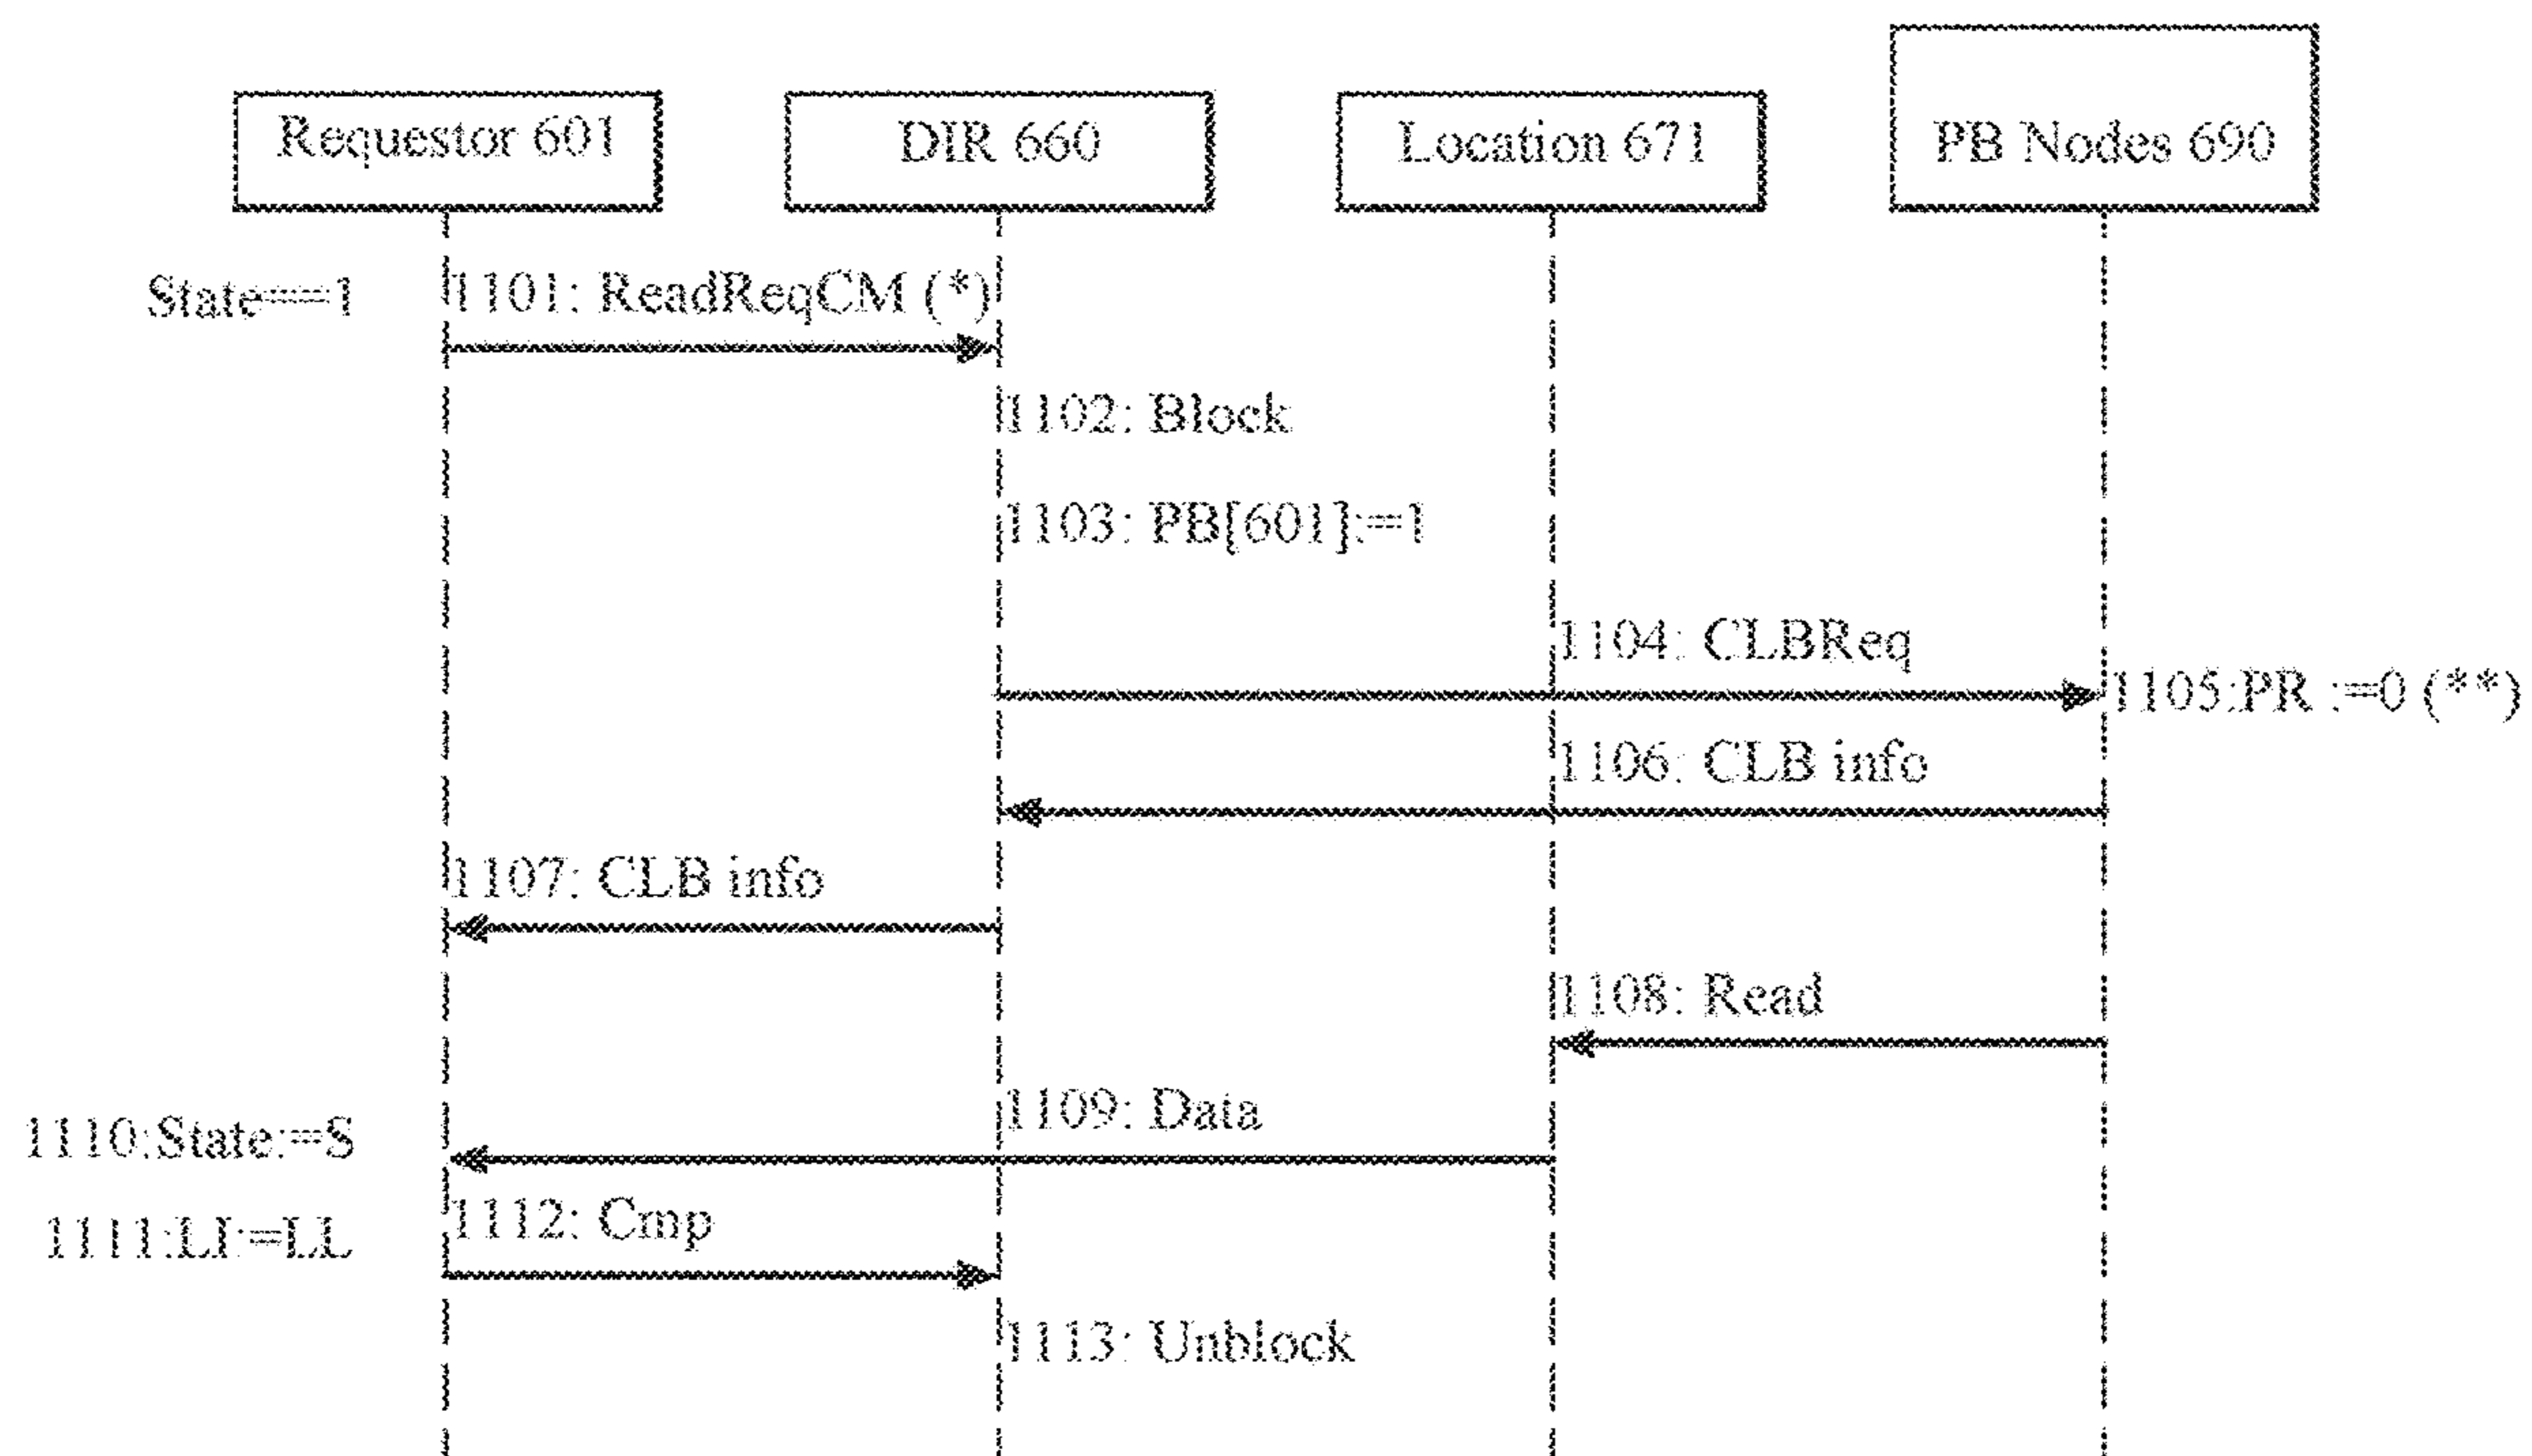 Requestor 601
DIR 660
Location 671
PB Nodes 690
State==1
1101: ReadReqCM (*)
1102: Block
1103: PB[601]:=1
1104: CLBReq
1105:PR :=0 (**)
1106: CLB info
1107: CLB info
1108: Read
1109: Data
1110:State:=S
1111:LI:=LL
1112: Cmp
1113: Unblock